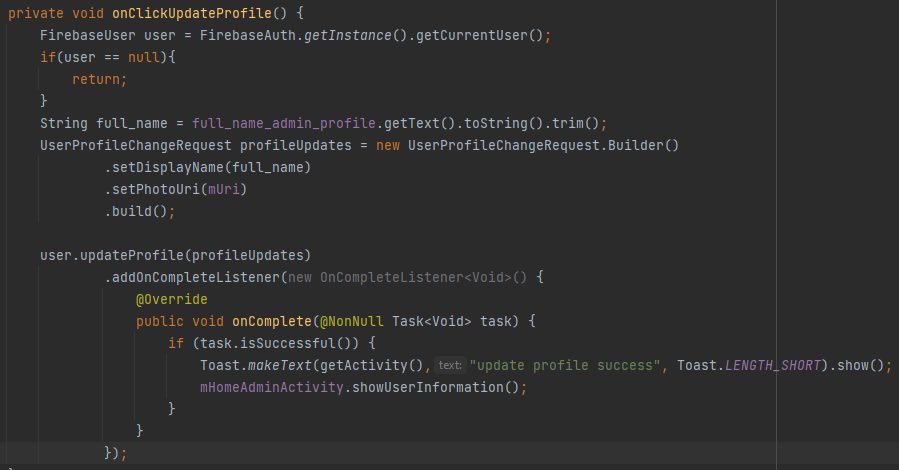 private void onClickUpdateProfile() {
    FirebaseUser user = FirebaseAuth.getInstance().getCurrentUser();
    if(user == null){
        return;
    }
    String full_name = full_name_admin_profile.getText().toString().trim();
    UserProfileChangeRequest profileUpdates = new UserProfileChangeRequest.Builder()
            .setDisplayName(full_name)
            .setPhotoUri(mUri)
            .build();

    user.updateProfile(profileUpdates)
            .addOnCompleteListener(new OnCompleteListener<Void>() {
                @Override
                public void onComplete(@NonNull Task<Void> task) {
                    if (task.isSuccessful()) {
                        Toast.makeText(getActivity(), text: "update profile success", Toast.LENGTH_SHORT).show();
                        mHomeAdminActivity.showUserInformation();
                    }
                }
            });